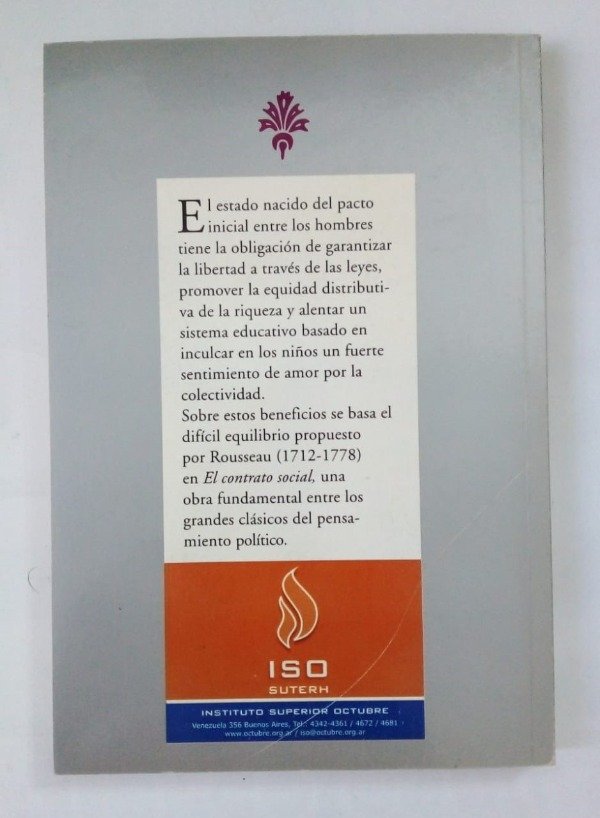 El estado nacido del pacto
inicial entre los hombres
tiene la obligación de garantizar
la libertad a través de las leyes,
promover la equidad distributi-
va de la riqueza y alentar un
sistema educativo basado en
inculcar en los niños un fuerte
sentimiento de amor por la
colectividad.
Sobre estos beneficios se basa el
difícil equilibrio propuesto
por Rousseau (1712-1778)
en El contrato social, una
obra fundamental entre los
grandes clásicos del pensa-
miento político.
ISO
SUTERH
INSTITUTO SUPERIOR OCTUBRE
Venezuela 356 Buenos Aires, Tel.: 4342-4361 / 4672 / 4681
www.octubre.org.ar / iso@octubre.org.ar